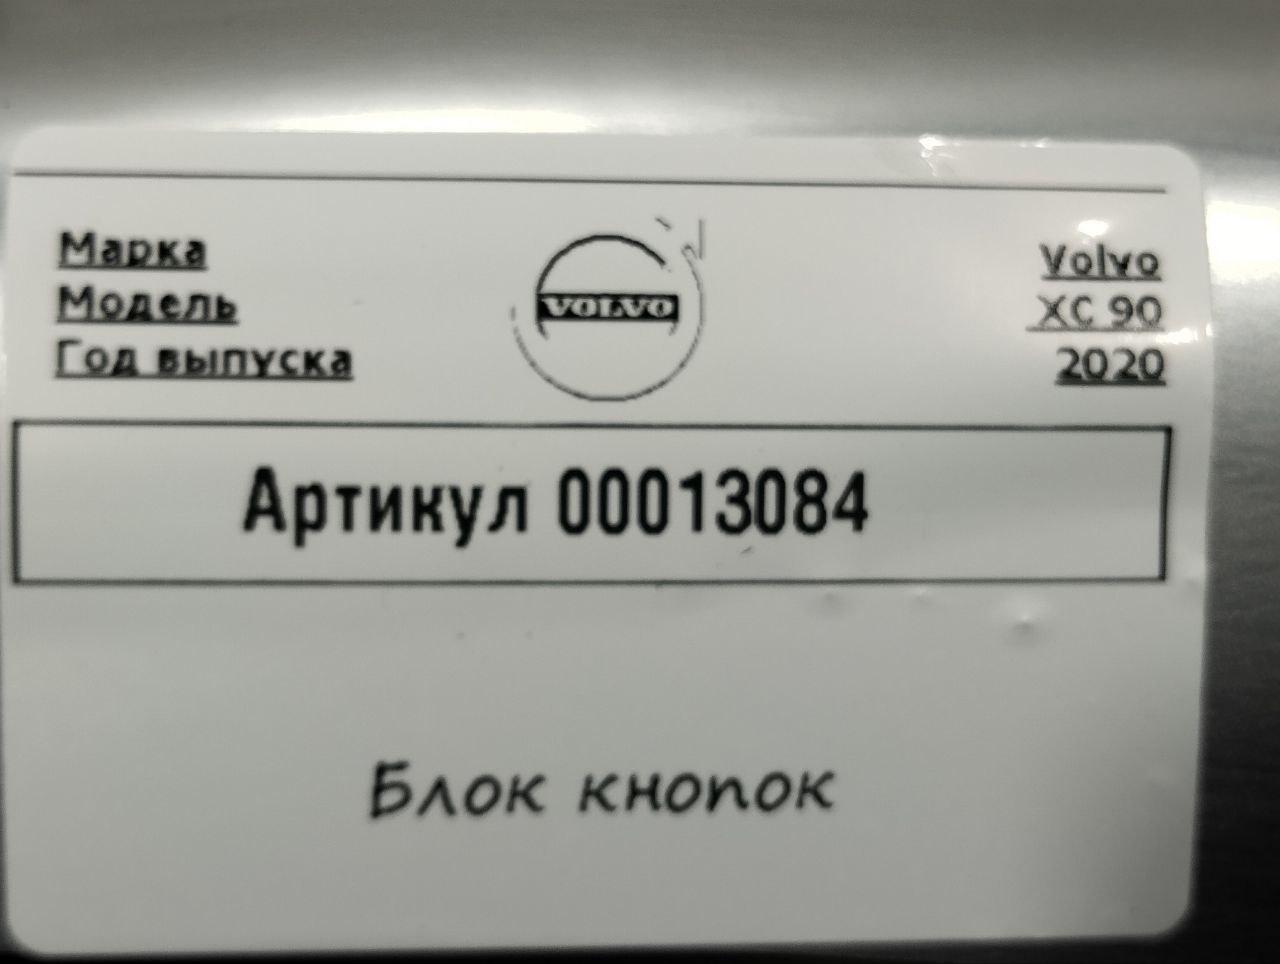 Марка
Модель
Год выпуска
VOLVO
Volvo
XC 90
2020
Артикул 00013084
Блок кнопок